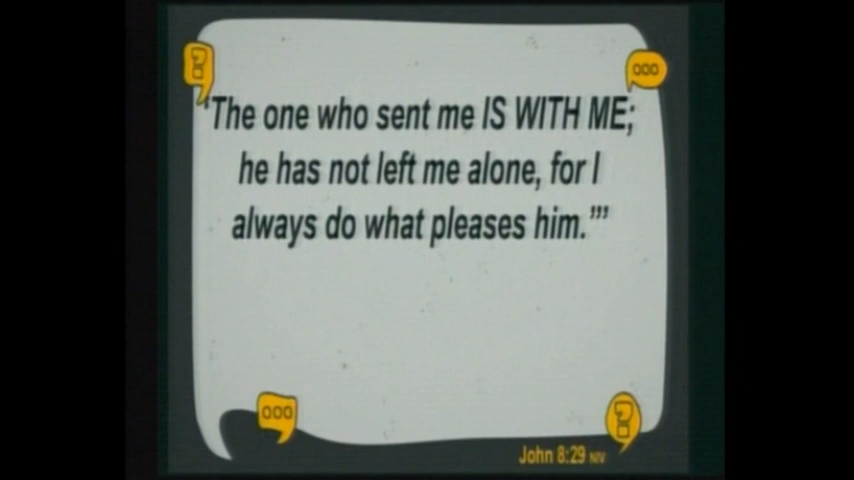 'The one who sent me IS WITH ME;
he has not left me alone, for I
always do what pleases him.'”
John 8:29 NIV